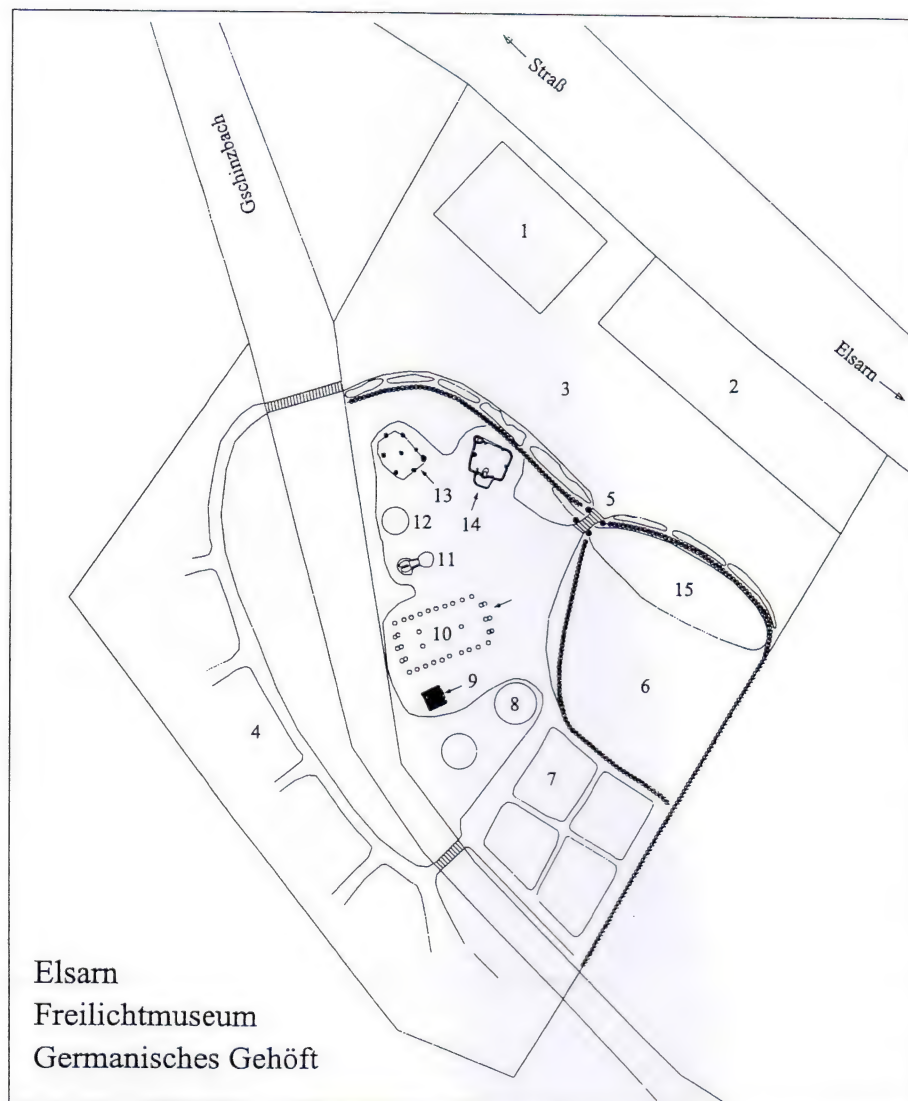 Straß
Gschinzbach
1
Elsarn
2
3
5
13
14
12
11
15
10
6
9
8
4
7
Elsarn
Freilichtmuseum
Germanisches Gehöft